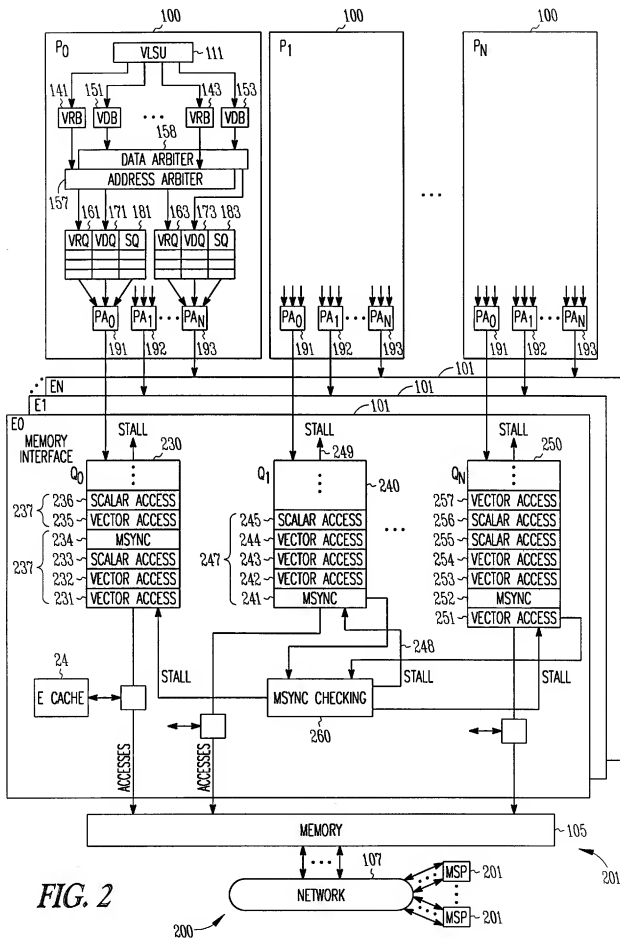 100 100 100
P0 P1 PN
VLSU 111
141 151 143 153
VRB VDB ... VRB VDB
158
DATA ARBITER
ADDRESS ARBITER
157
161 171 181 163 173 183
VRQ VDQ SQ VRQ VDQ SQ
...
PA0 PA1 ... PAN PA0 PA1 ... PAN PA0 PA1 ... PAN
191 192 193 191 192 193 191 192 193
101
EN 101
E1 101
E0
MEMORY INTERFACE
STALL 230 STALL 249 STALL 250
Q0 Q1 240 QN
237 236 SCALAR ACCESS 257 VECTOR ACCESS
235 VECTOR ACCESS 245 SCALAR ACCESS ... 256 SCALAR ACCESS
237 234 MSYNC 247 244 VECTOR ACCESS 255 SCALAR ACCESS
233 SCALAR ACCESS 243 VECTOR ACCESS 254 VECTOR ACCESS
232 VECTOR ACCESS 242 VECTOR ACCESS 253 VECTOR ACCESS
231 VECTOR ACCESS 241 MSYNC 252 MSYNC
251 VECTOR ACCESS
248
24 STALL STALL STALL
E CACHE MSYNC CHECKING
260
ACCESSES ACCESSES
MEMORY 105
... 107 201
NETWORK MSP 201
200 MSP 201
FIG. 2